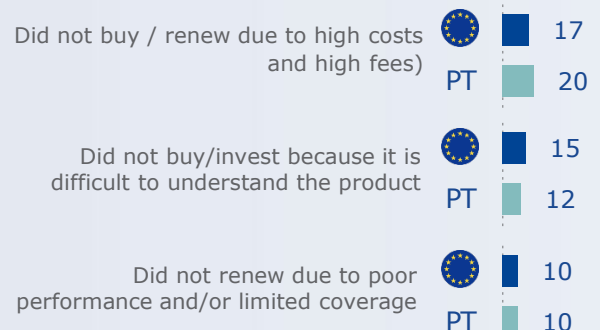 Did not buy / renew due to high costs
and high fees)
17
PT 20
Did not buy/invest because it is
difficult to understand the product
15
PT 12
Did not renew due to poor
performance and/or limited coverage
10
PT 10